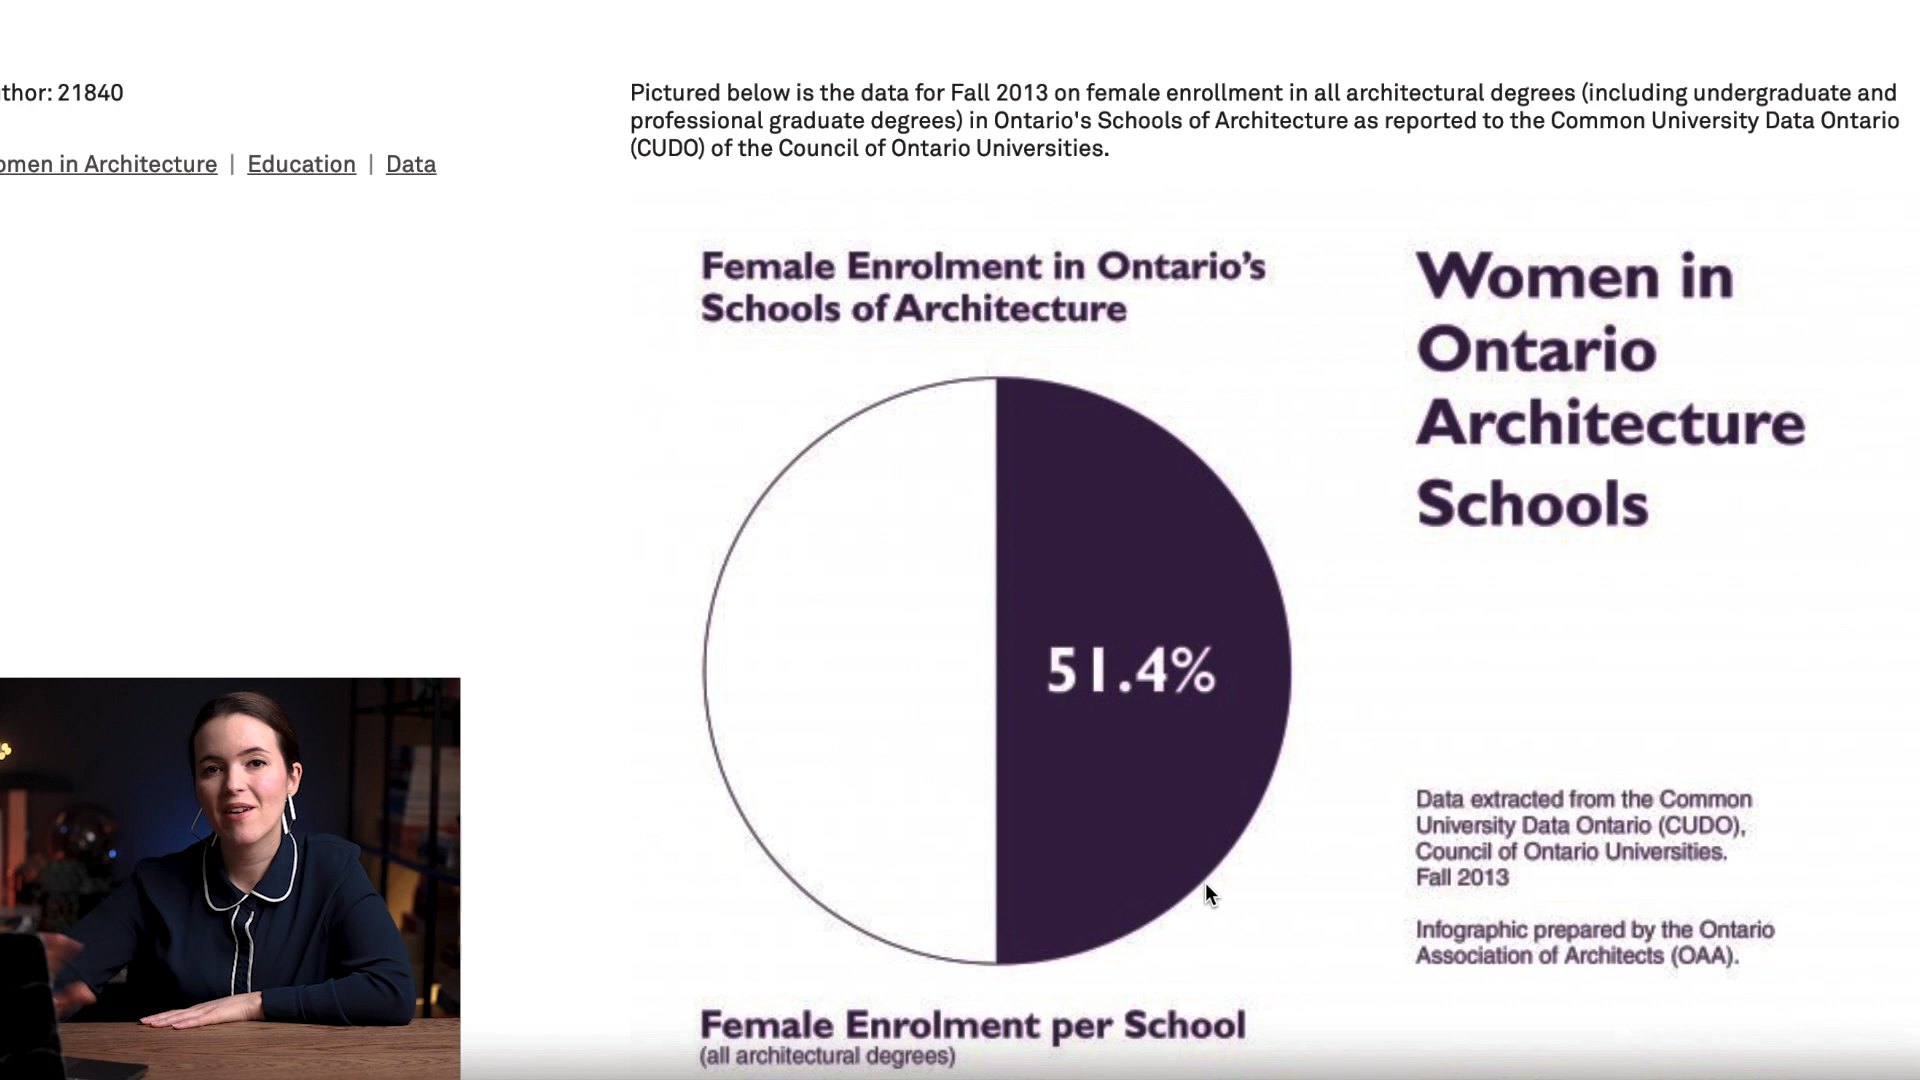 thor: 21840
omen in Architecture | Education | Data
Pictured below is the data for Fall 2013 on female enrollment in all architectural degrees (including undergraduate and
professional graduate degrees) in Ontario's Schools of Architecture as reported to the Common University Data Ontario
(CUDO) of the Council of Ontario Universities.
Female Enrolment in Ontario's
Schools of Architecture
51.4%
Women in
Ontario
Architecture
Schools
Data extracted from the Common
University Data Ontario (CUDO),
Council of Ontario Universities.
Fall 2013
Infographic prepared by the Ontario
Association of Architects (OAA).
Female Enrolment per School
(all architectural degrees)